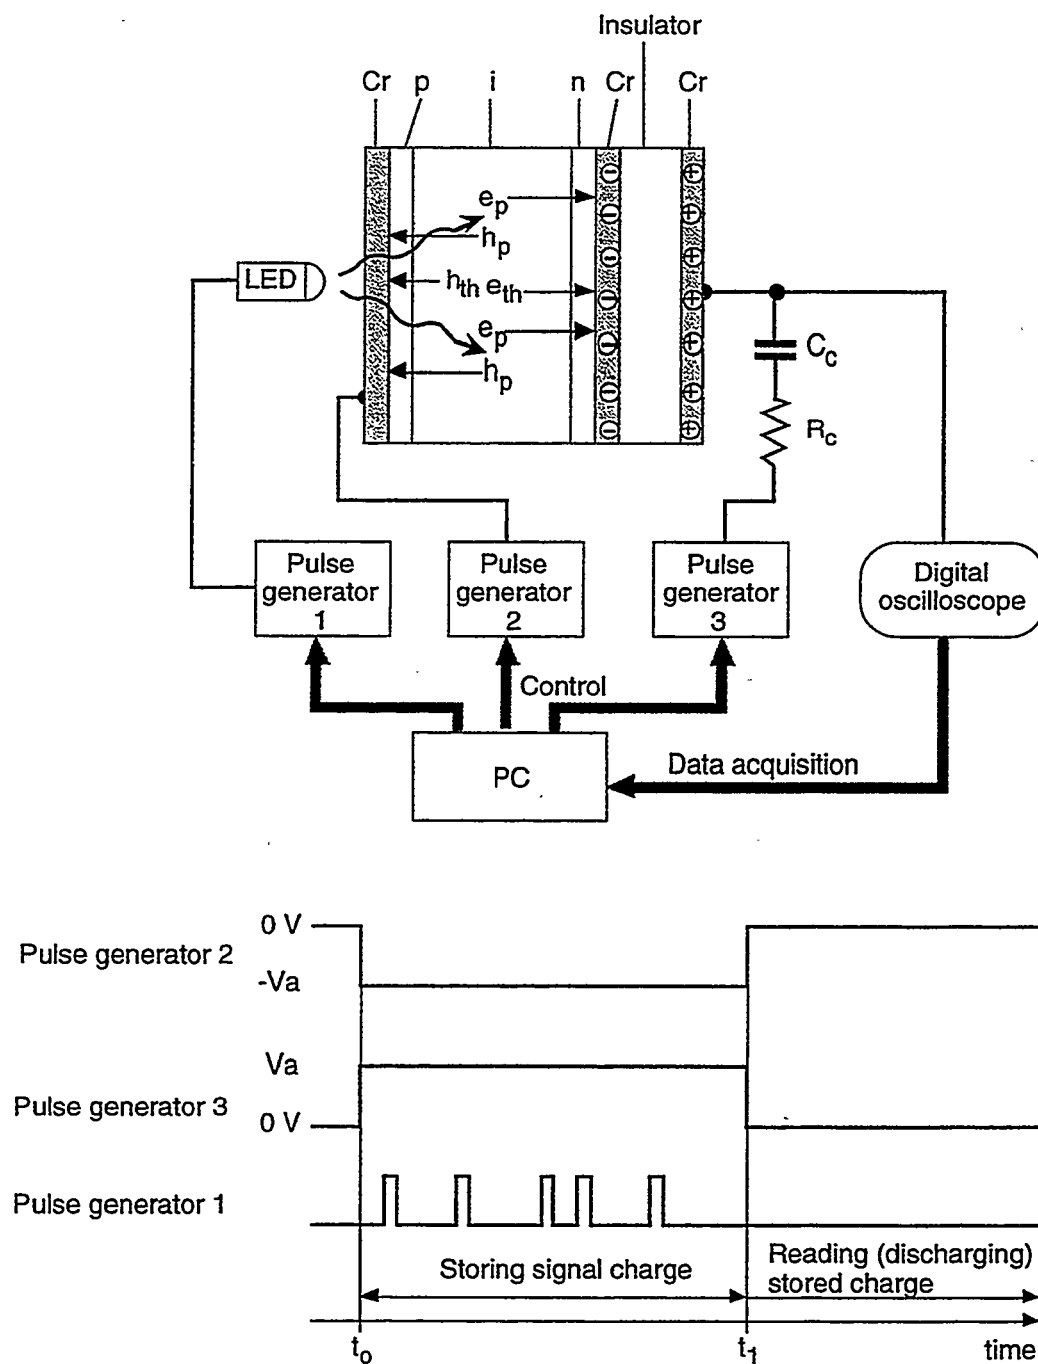 Insulator
Cr p i n Cr Cr
e_p
h_p
LED
h_th e_th
e_p
h_p
C_c
R_c
Pulse generator 1
Pulse generator 2
Pulse generator 3
Digital oscilloscope
Control
PC
Data acquisition
0 V
Pulse generator 2
-Va
Va
Pulse generator 3
0 V
Pulse generator 1
Storing signal charge
Reading (discharging) stored charge
t_o t_1 time